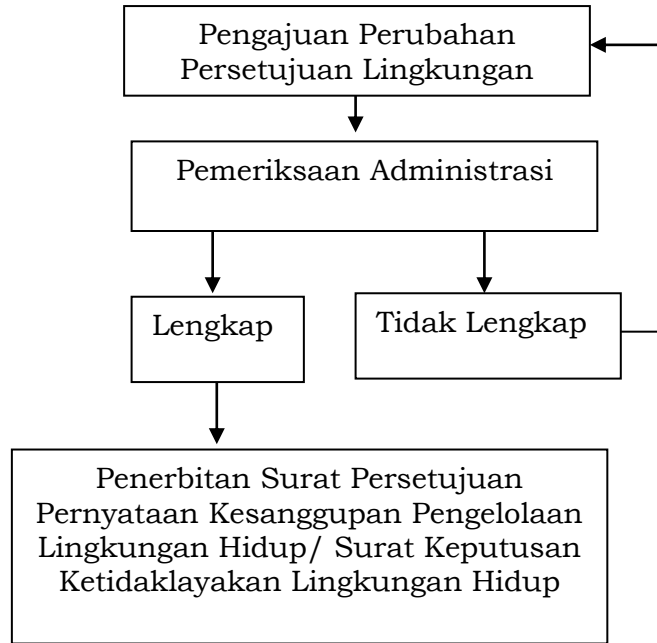 Pengajuan Perubahan
Persetujuan Lingkungan
Pemeriksaan Administrasi
Lengkap
Tidak Lengkap
Penerbitan Surat Persetujuan
Pernyataan Kesanggupan Pengelolaan
Lingkungan Hidup/ Surat Keputusan
Ketidaklayakan Lingkungan Hidup